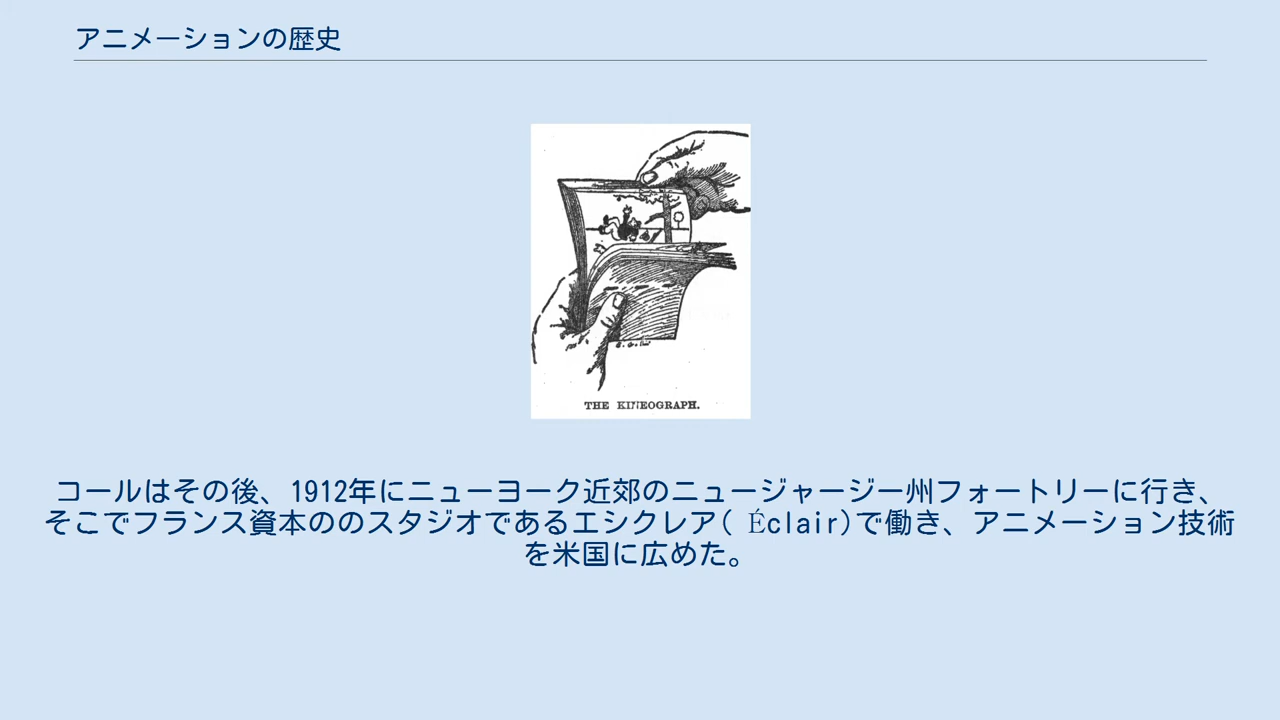 アニメーションの歴史
THE KINEOGRAPH.
コールはその後、1912年にニューヨーク近郊のニュージャージー州フォートリーに行き、
そこでフランス資本ののスタジオであるエシクレア( Éclair)で働き、アニメーション技術
を米国に広めた。